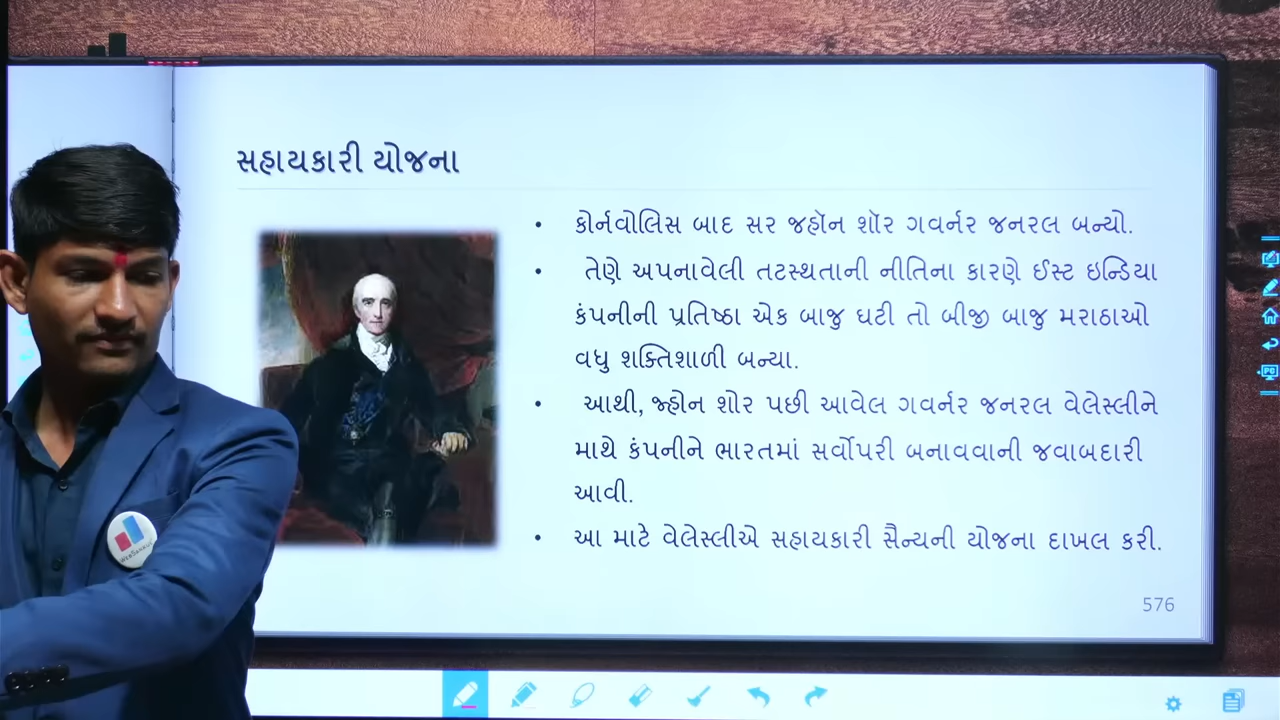 સહાયકારી યોજના
• કોર્નવોલિસ બાદ સર જહૉન શૉર ગવર્નર જનરલ બન્યો.
• તેણે અપનાવેલી તટસ્થતાની નીતિના કારણે ઈસ્ટ ઇન્ડિયા
કંપનીની પ્રતિષ્ઠા એક બાજુ ઘટી તો બીજી બાજુ મરાઠાઓ
વધુ શક્તિશાળી બન્યા.
• આથી, જ્હોન શોર પછી આવેલ ગવર્નર જનરલ વેલેસ્લીને
માથે કંપનીને ભારતમાં સર્વોપરી બનાવવાની જવાબદારી
આવી.
• આ માટે વેલેસ્લીએ સહાયકારી સૈન્યની યોજના દાખલ કરી.
576
PC